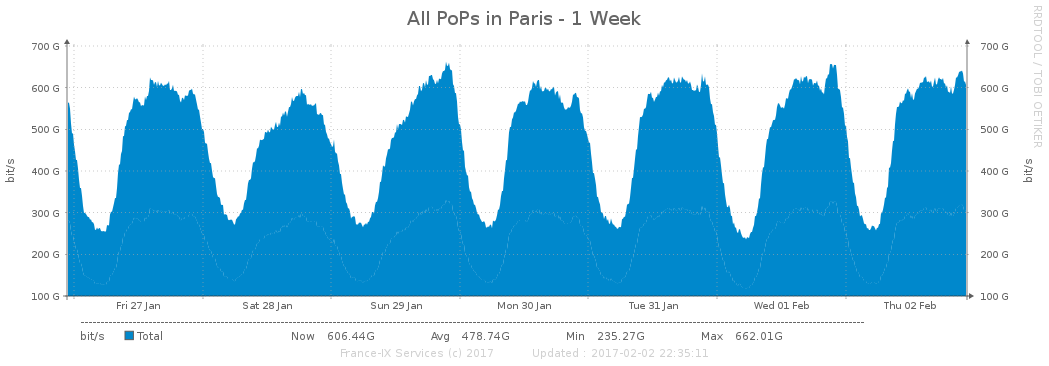 All PoPs in Paris - 1 Week
RRDTOOL / TOBI OETIKER
bit/s
bit/s
700 G 700 G
600 G 600 G
500 G 500 G
400 G 400 G
300 G 300 G
200 G 200 G
100 G 100 G
Fri 27 Jan Sat 28 Jan Sun 29 Jan Mon 30 Jan Tue 31 Jan Wed 01 Feb Thu 02 Feb
bit/s Total Now 606.44G Avg 478.74G Min 235.27G Max 662.01G
France-IX Services (c) 2017 Updated : 2017-02-02 22:35:11